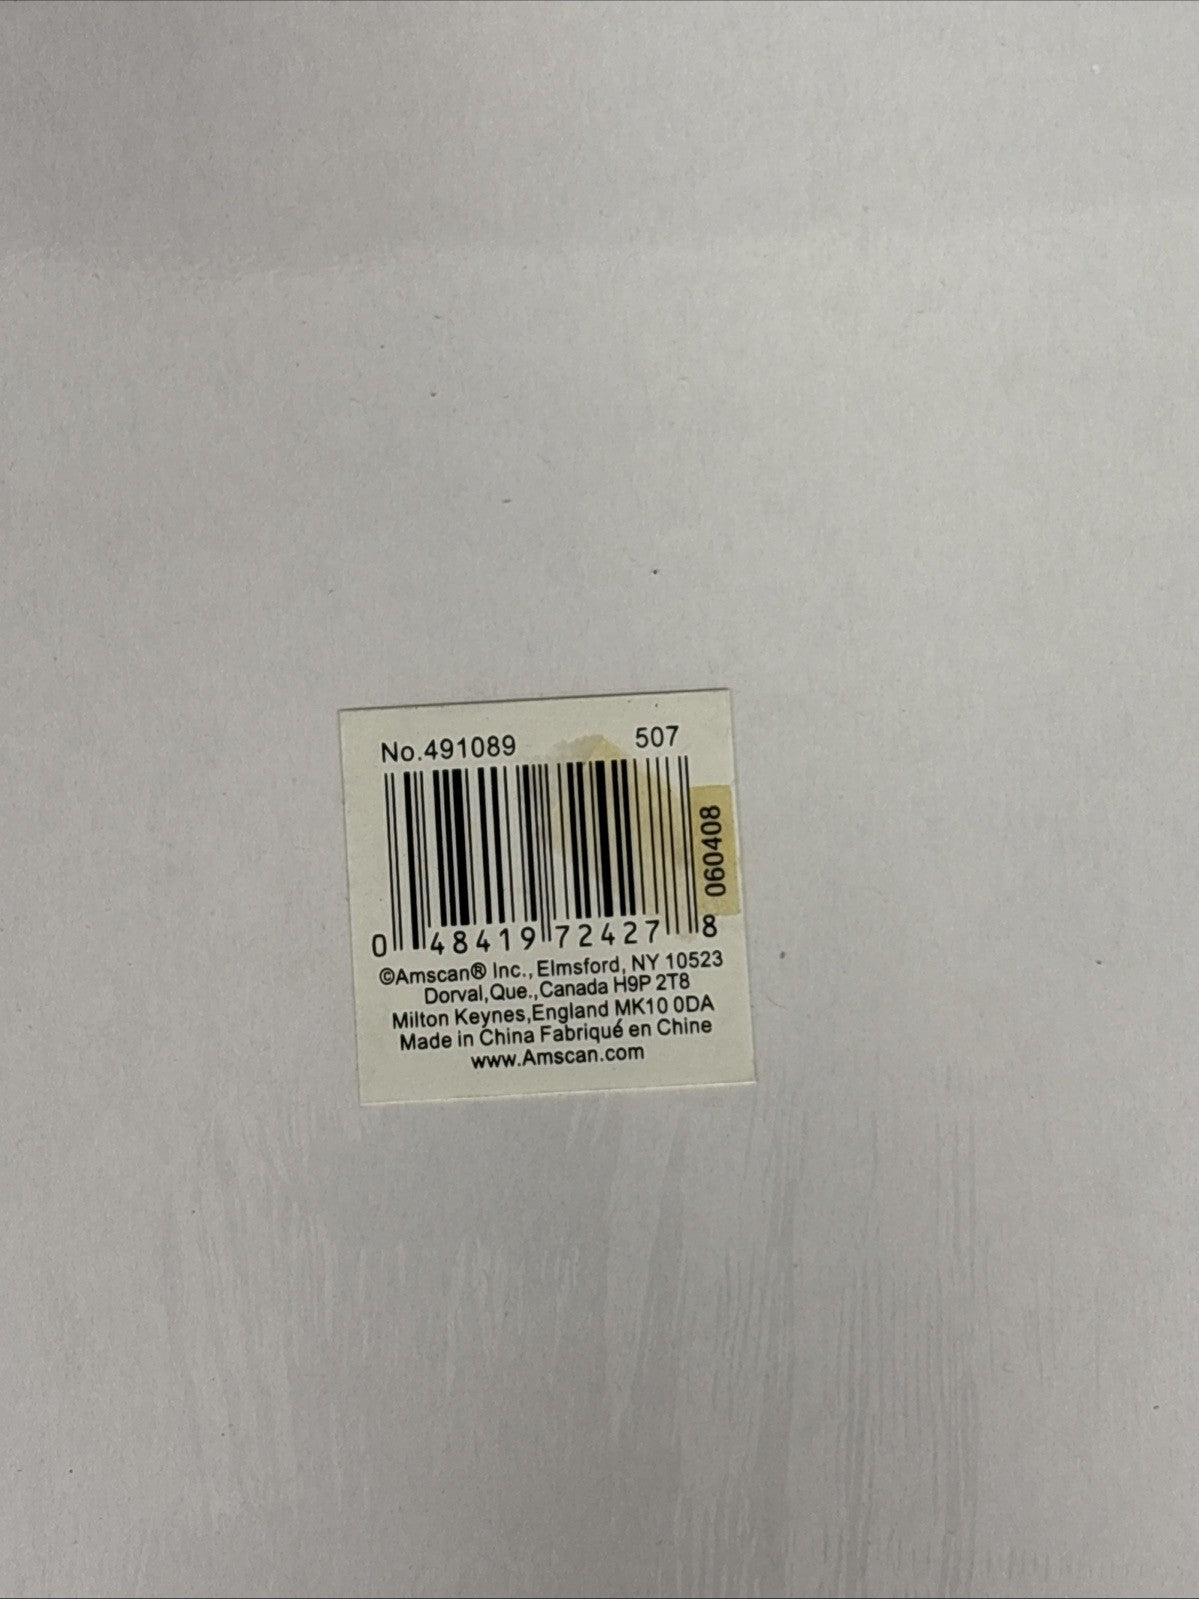 No.491089 507
060408
0 48419 72427 8
©Amscan® Inc., Elmsford, NY 10523
Dorval,Que.,Canada H9P 2T8
Milton Keynes,England MK10 0DA
Made in China Fabriqué en Chine
www.Amscan.com